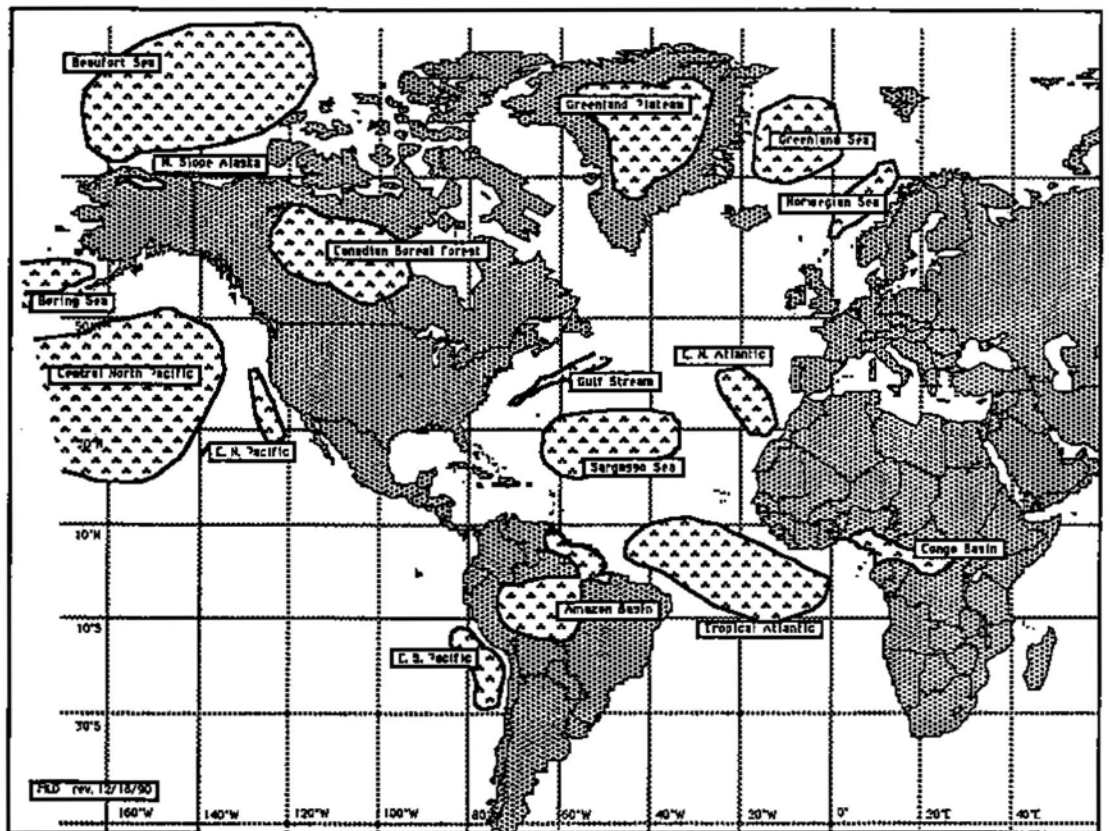 Beaufort Sea
Greenland Plateau
Greenland Sea
N. Slope Alaska
Norwegian Sea
Canadian Boreal Forest
Bering Sea
Central North Pacific
E. N. Atlantic
Gulf Stream
E. N. Pacific
Sargasso Sea
10°N
Congo Basin
Amazon Basin
10°S
Tropical Atlantic
E. S. Pacific
30°S
rev. 12/18/90
160°W 140°W 120°W 100°W 80°W 60°W 40°W 20°W 0° 20°E 40°E